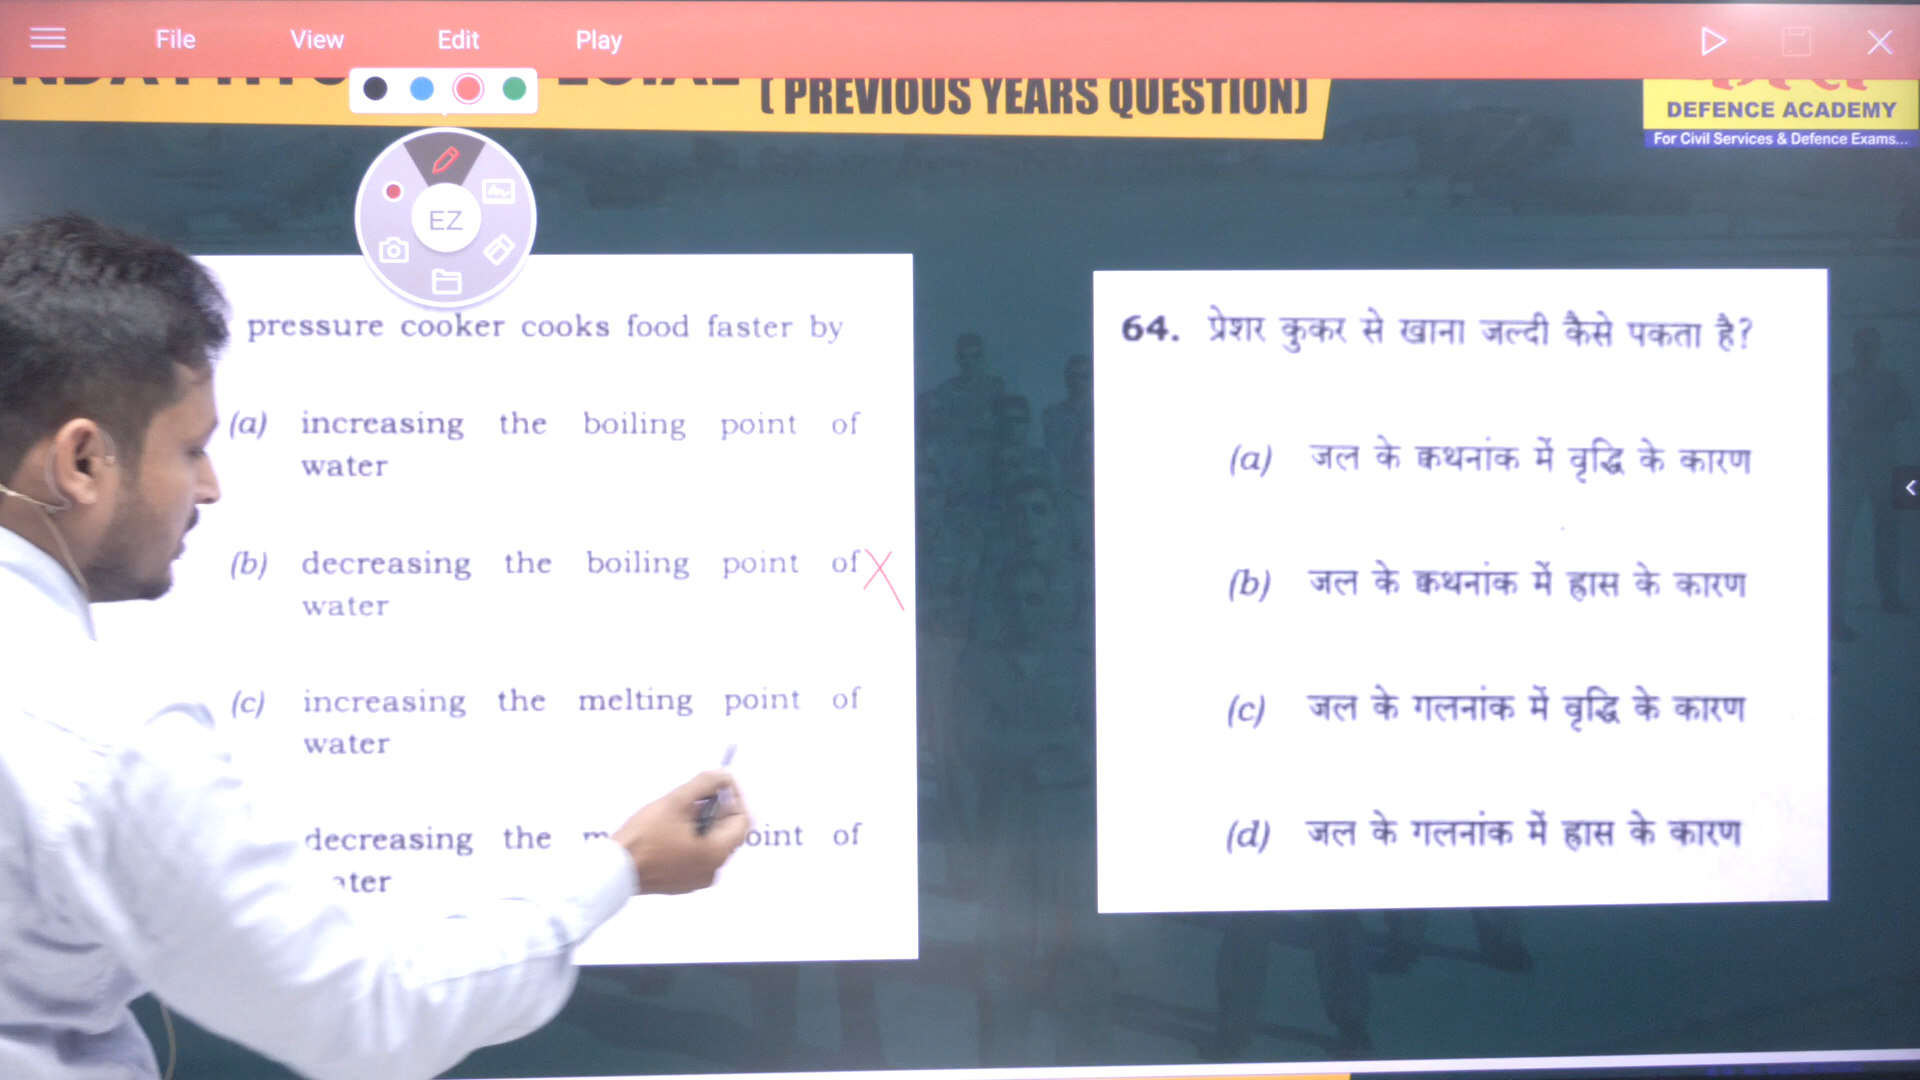 File View Edit Play
( PREVIOUS YEARS QUESTION)
DEFENCE ACADEMY
For Civil Services & Defence Exams...
EZ
pressure cooker cooks food faster by
(a) increasing the boiling point of
water
(b) decreasing the boiling point of
water
(c) increasing the melting point of
water
decreasing the oint of
ater
64. प्रेशर कुकर से खाना जल्दी कैसे पकता है?
(a) जल के क्वथनांक में वृद्धि के कारण
(b) जल के क्वथनांक में ह्रास के कारण
(c) जल के गलनांक में वृद्धि के कारण
(d) जल के गलनांक में ह्रास के कारण